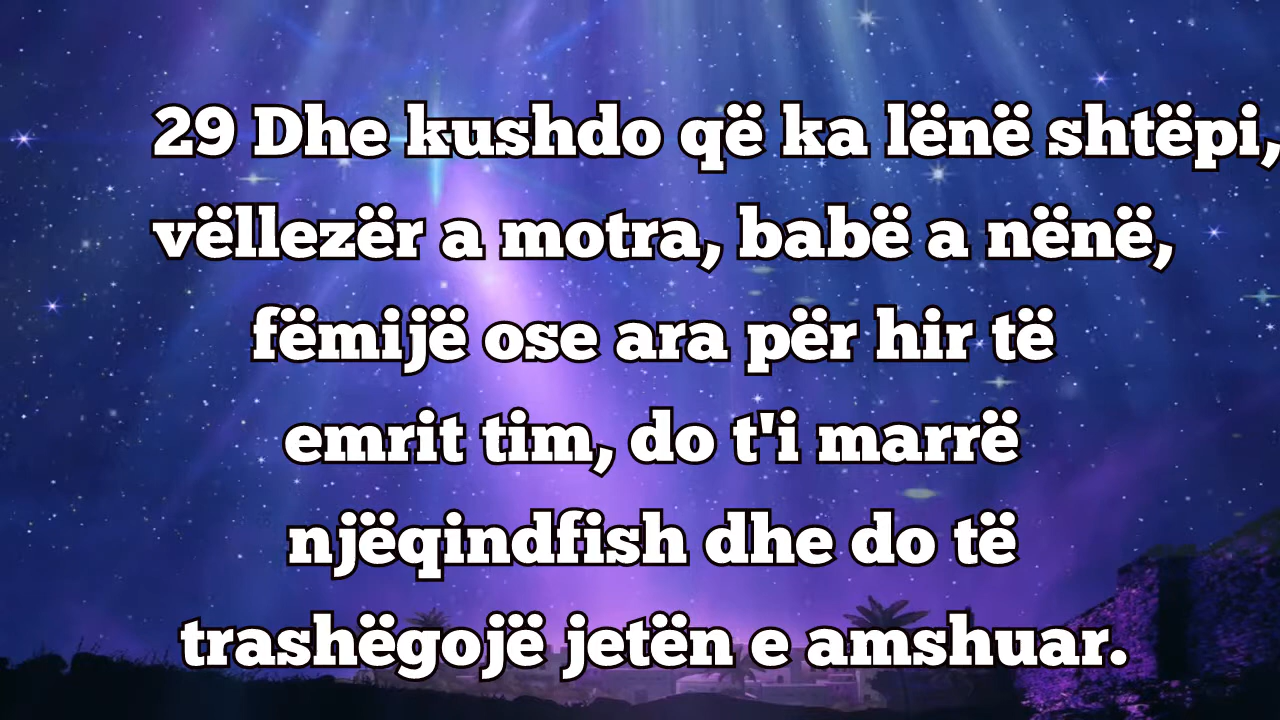 29 Dhe kushdo që ka lënë shtëpi,
vëllezër a motra, babë a nënë,
fëmijë ose ara për hir të
emrit tim, do t'i marrë
njëqindfish dhe do të
trashëgojë jetën e amshuar.